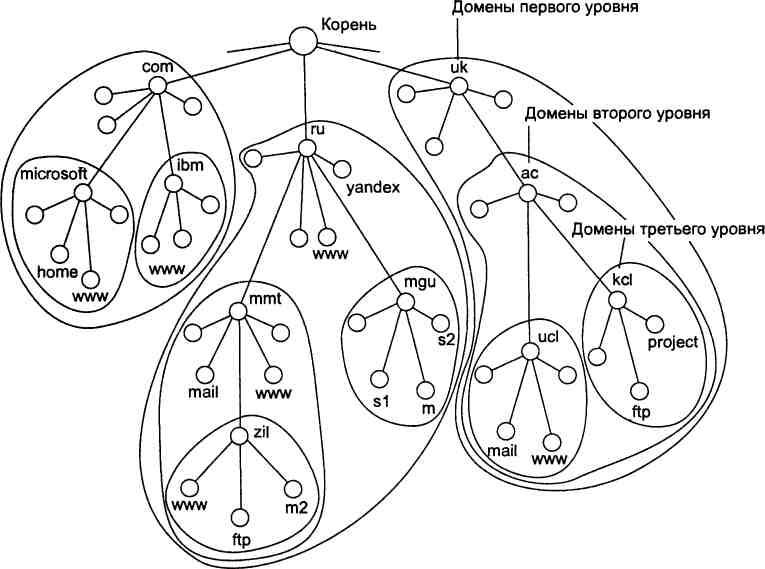 Корень
Домены первого уровня
com
uk
ru
Домены второго уровня
microsoft
ibm
yandex
ac
home
www
www
www
Домены третьего уровня
mmt
mgu
kcl
s2
ucl
project
mail
www
s1
m
ftp
zil
mail
www
www
m2
ftp